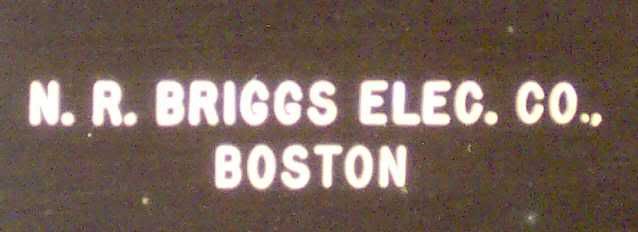 N. R. BRIGGS ELEC. CO.,
BOSTON